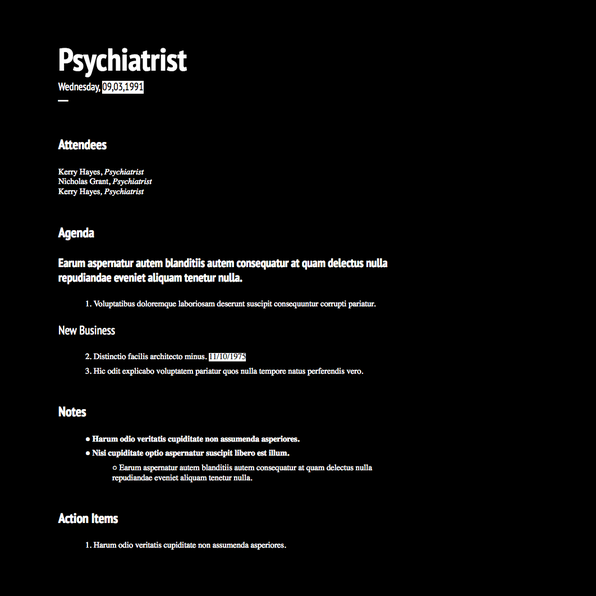 Psychiatrist
Wednesday, 09,03,1991
Attendees
Kerry Hayes, Psychiatrist
Nicholas Grant, Psychiatrist
Kerry Hayes, Psychiatrist
Agenda
Earum aspernatur autem blanditiis autem consequatur at quam delectus nulla
repudiandae eveniet aliquam tenetur nulla.
1. Voluptatibus doloremque laboriosam deserunt suscipit consequuntur corrupti pariatur.
New Business
2. Distinctio facilis architecto minus. 11/10/1975
3. Hic odit explicabo voluptatem pariatur quos nulla tempore natus perferendis vero.
Notes
● Harum odio veritatis cupiditate non assumenda asperiores.
● Nisi cupiditate optio aspernatur suscipit libero est illum.
○ Earum aspernatur autem blanditiis autem consequatur at quam delectus nulla
repudiandae eveniet aliquam tenetur nulla.
Action Items
1. Harum odio veritatis cupiditate non assumenda asperiores.